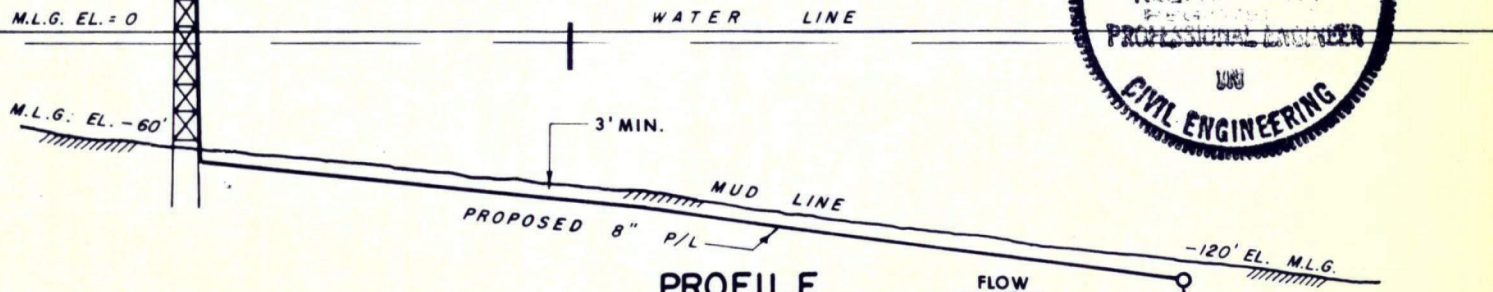 M.L.G. EL. = 0
WATER LINE
PROFESSIONAL ENGINEER
IN
CIVIL ENGINEERING
M.L.G. EL. -60'
3' MIN.
MUD LINE
PROPOSED 8" P/L
-120' EL. M.L.G.
PROFILE
FLOW